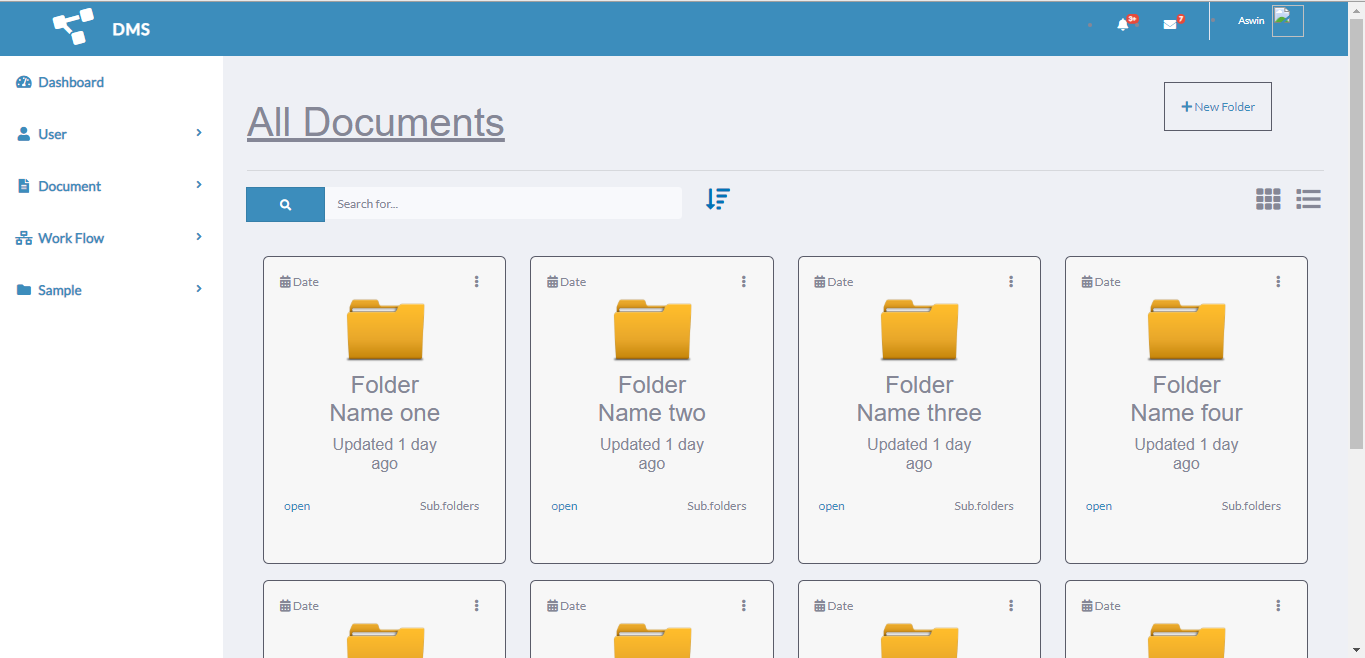 DMS
3+
7
Aswin
Dashboard
User
Document
Work Flow
Sample
All Documents
New Folder
Search for...
Date
Folder
Name one
Updated 1 day
ago
open Sub.folders
Date
Folder
Name two
Updated 1 day
ago
open Sub.folders
Date
Folder
Name three
Updated 1 day
ago
open Sub.folders
Date
Folder
Name four
Updated 1 day
ago
open Sub.folders
Date
Date
Date
Date